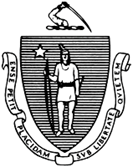 ENSE PETIT
PLACIDAM
SVB LIBERTATE
QVIETEM